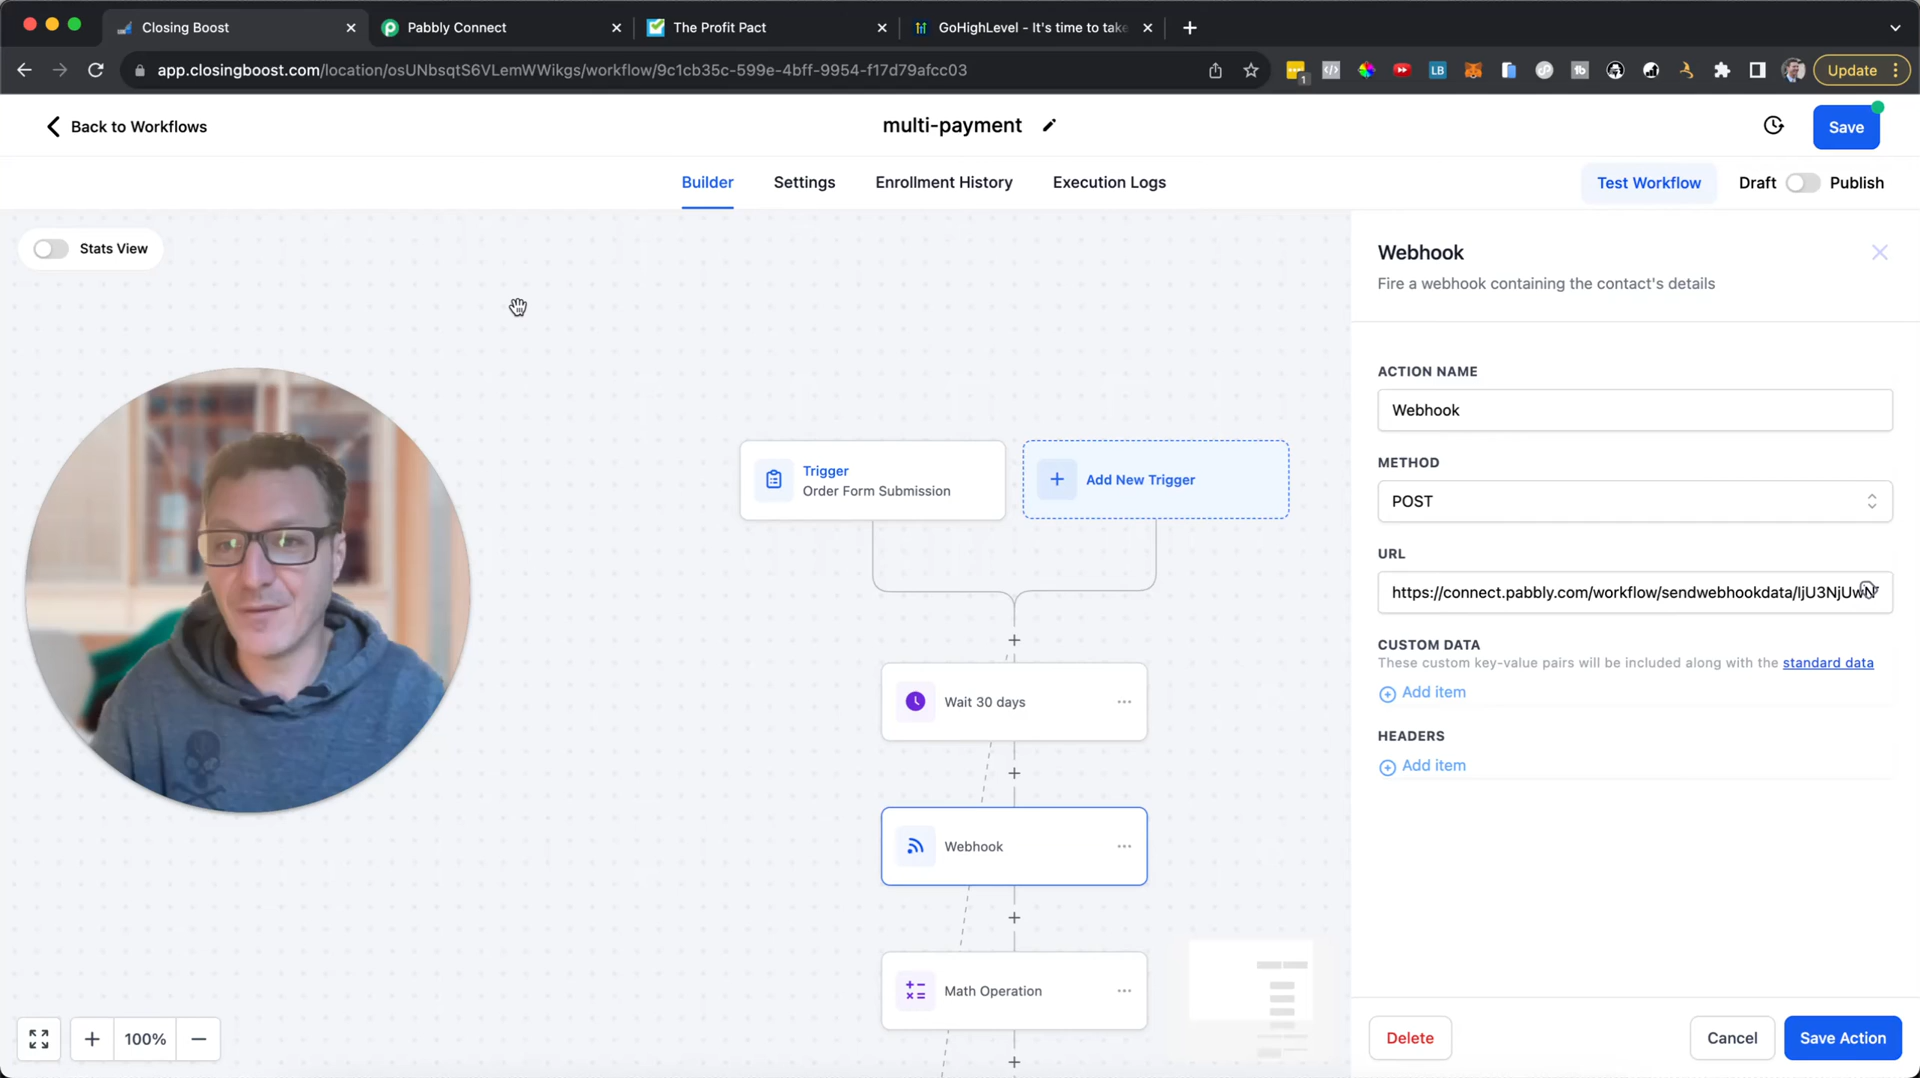 Closing Boost
Pabbly Connect
The Profit Pact
GoHighLevel - It's time to take
app.closingboost.com/location/osUNbsqtS6VLemWWikgs/workflow/9c1cb35c-599e-4bff-9954-f17d79afcc03
1
LB
Update
Back to Workflows
multi-payment
Save
Builder
Settings
Enrollment History
Execution Logs
Test Workflow
Draft
Publish
Stats View
Webhook
Fire a webhook containing the contact's details
ACTION NAME
Webhook
METHOD
POST
URL
https://connect.pabbly.com/workflow/sendwebhookdata/IjU3NjUwN
CUSTOM DATA
These custom key-value pairs will be included along with the standard data
Add item
HEADERS
Add item
Trigger
Order Form Submission
Add New Trigger
Wait 30 days
Webhook
Math Operation
100%
Delete
Cancel
Save Action